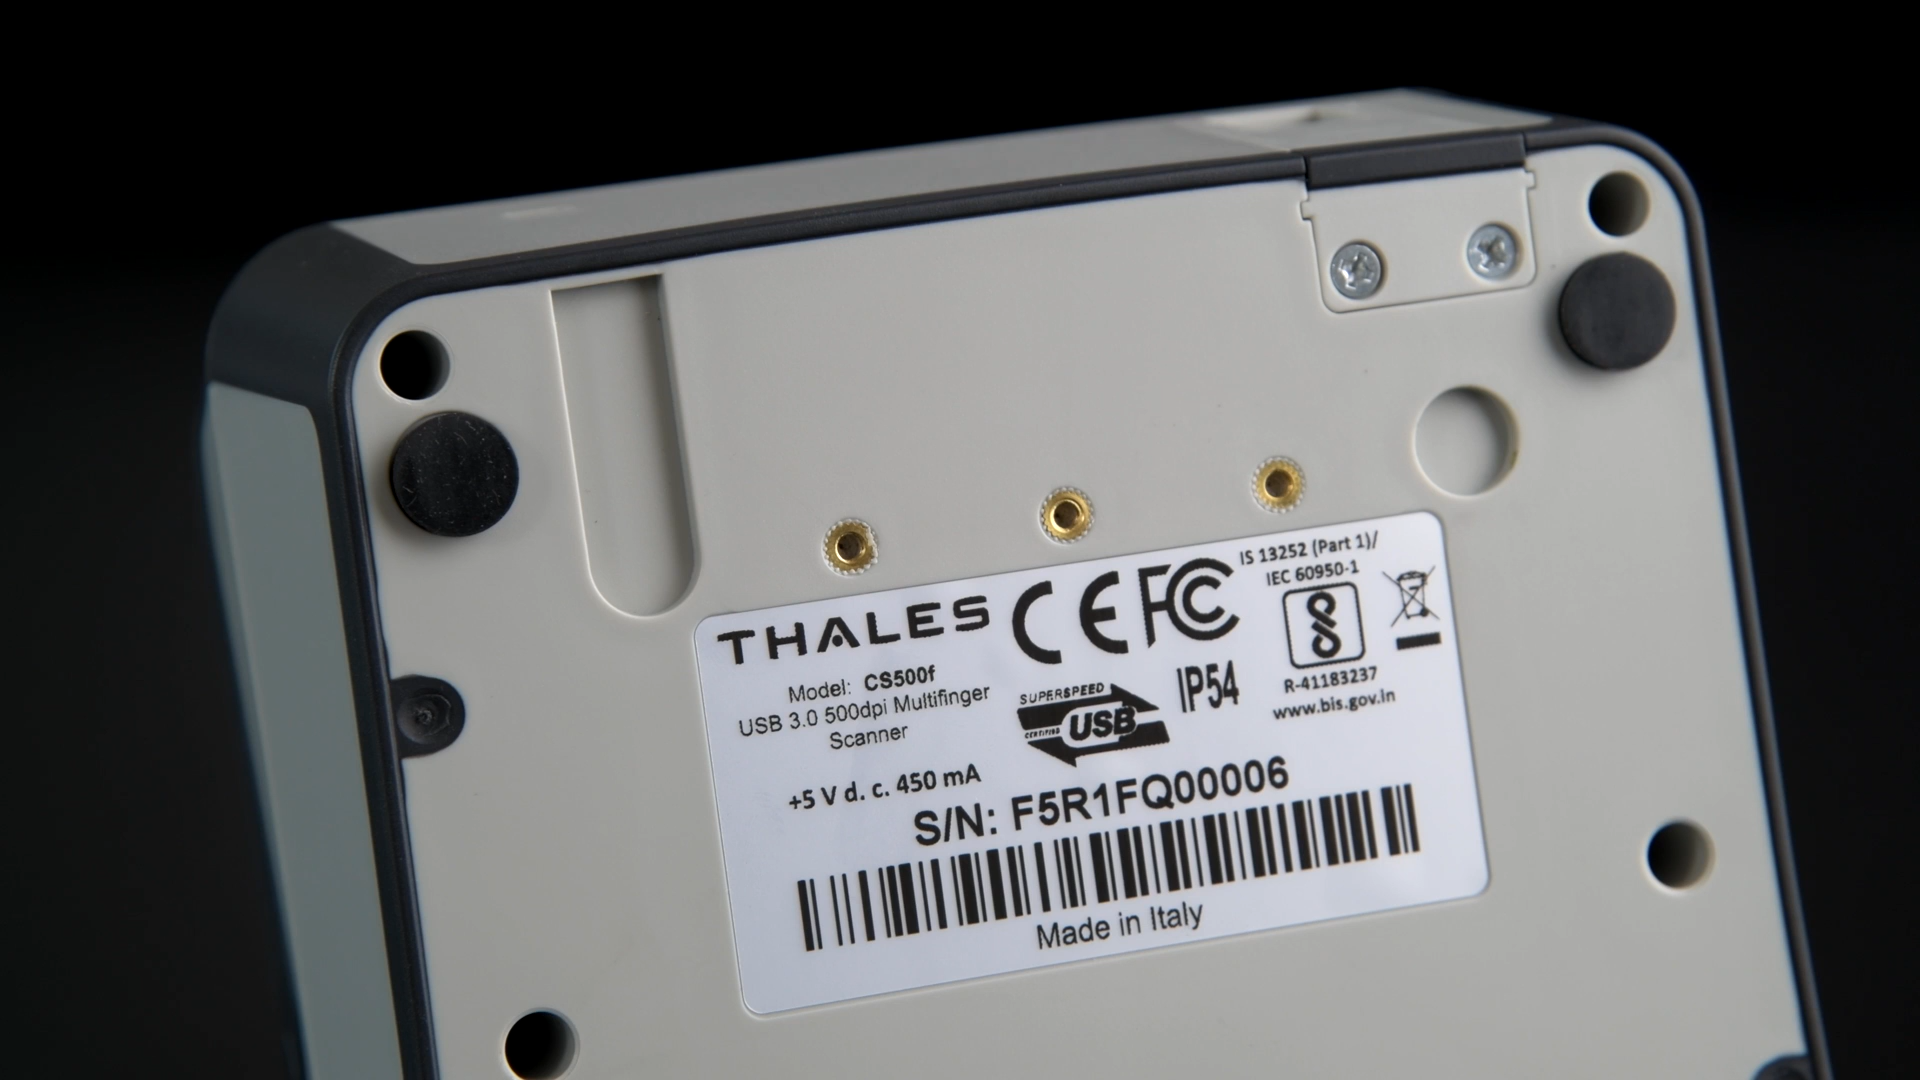 THALES
CE FC
IS 13252 (Part 1)/
IEC 60950-1
Model: CS500f
USB 3.0 500dpi Multifinger
Scanner
SUPERSPEED
CERTIFIED USB
IP54
R-41183237
www.bis.gov.in
+5 V d. c. 450 mA
S/N: F5R1FQ00006
Made in Italy